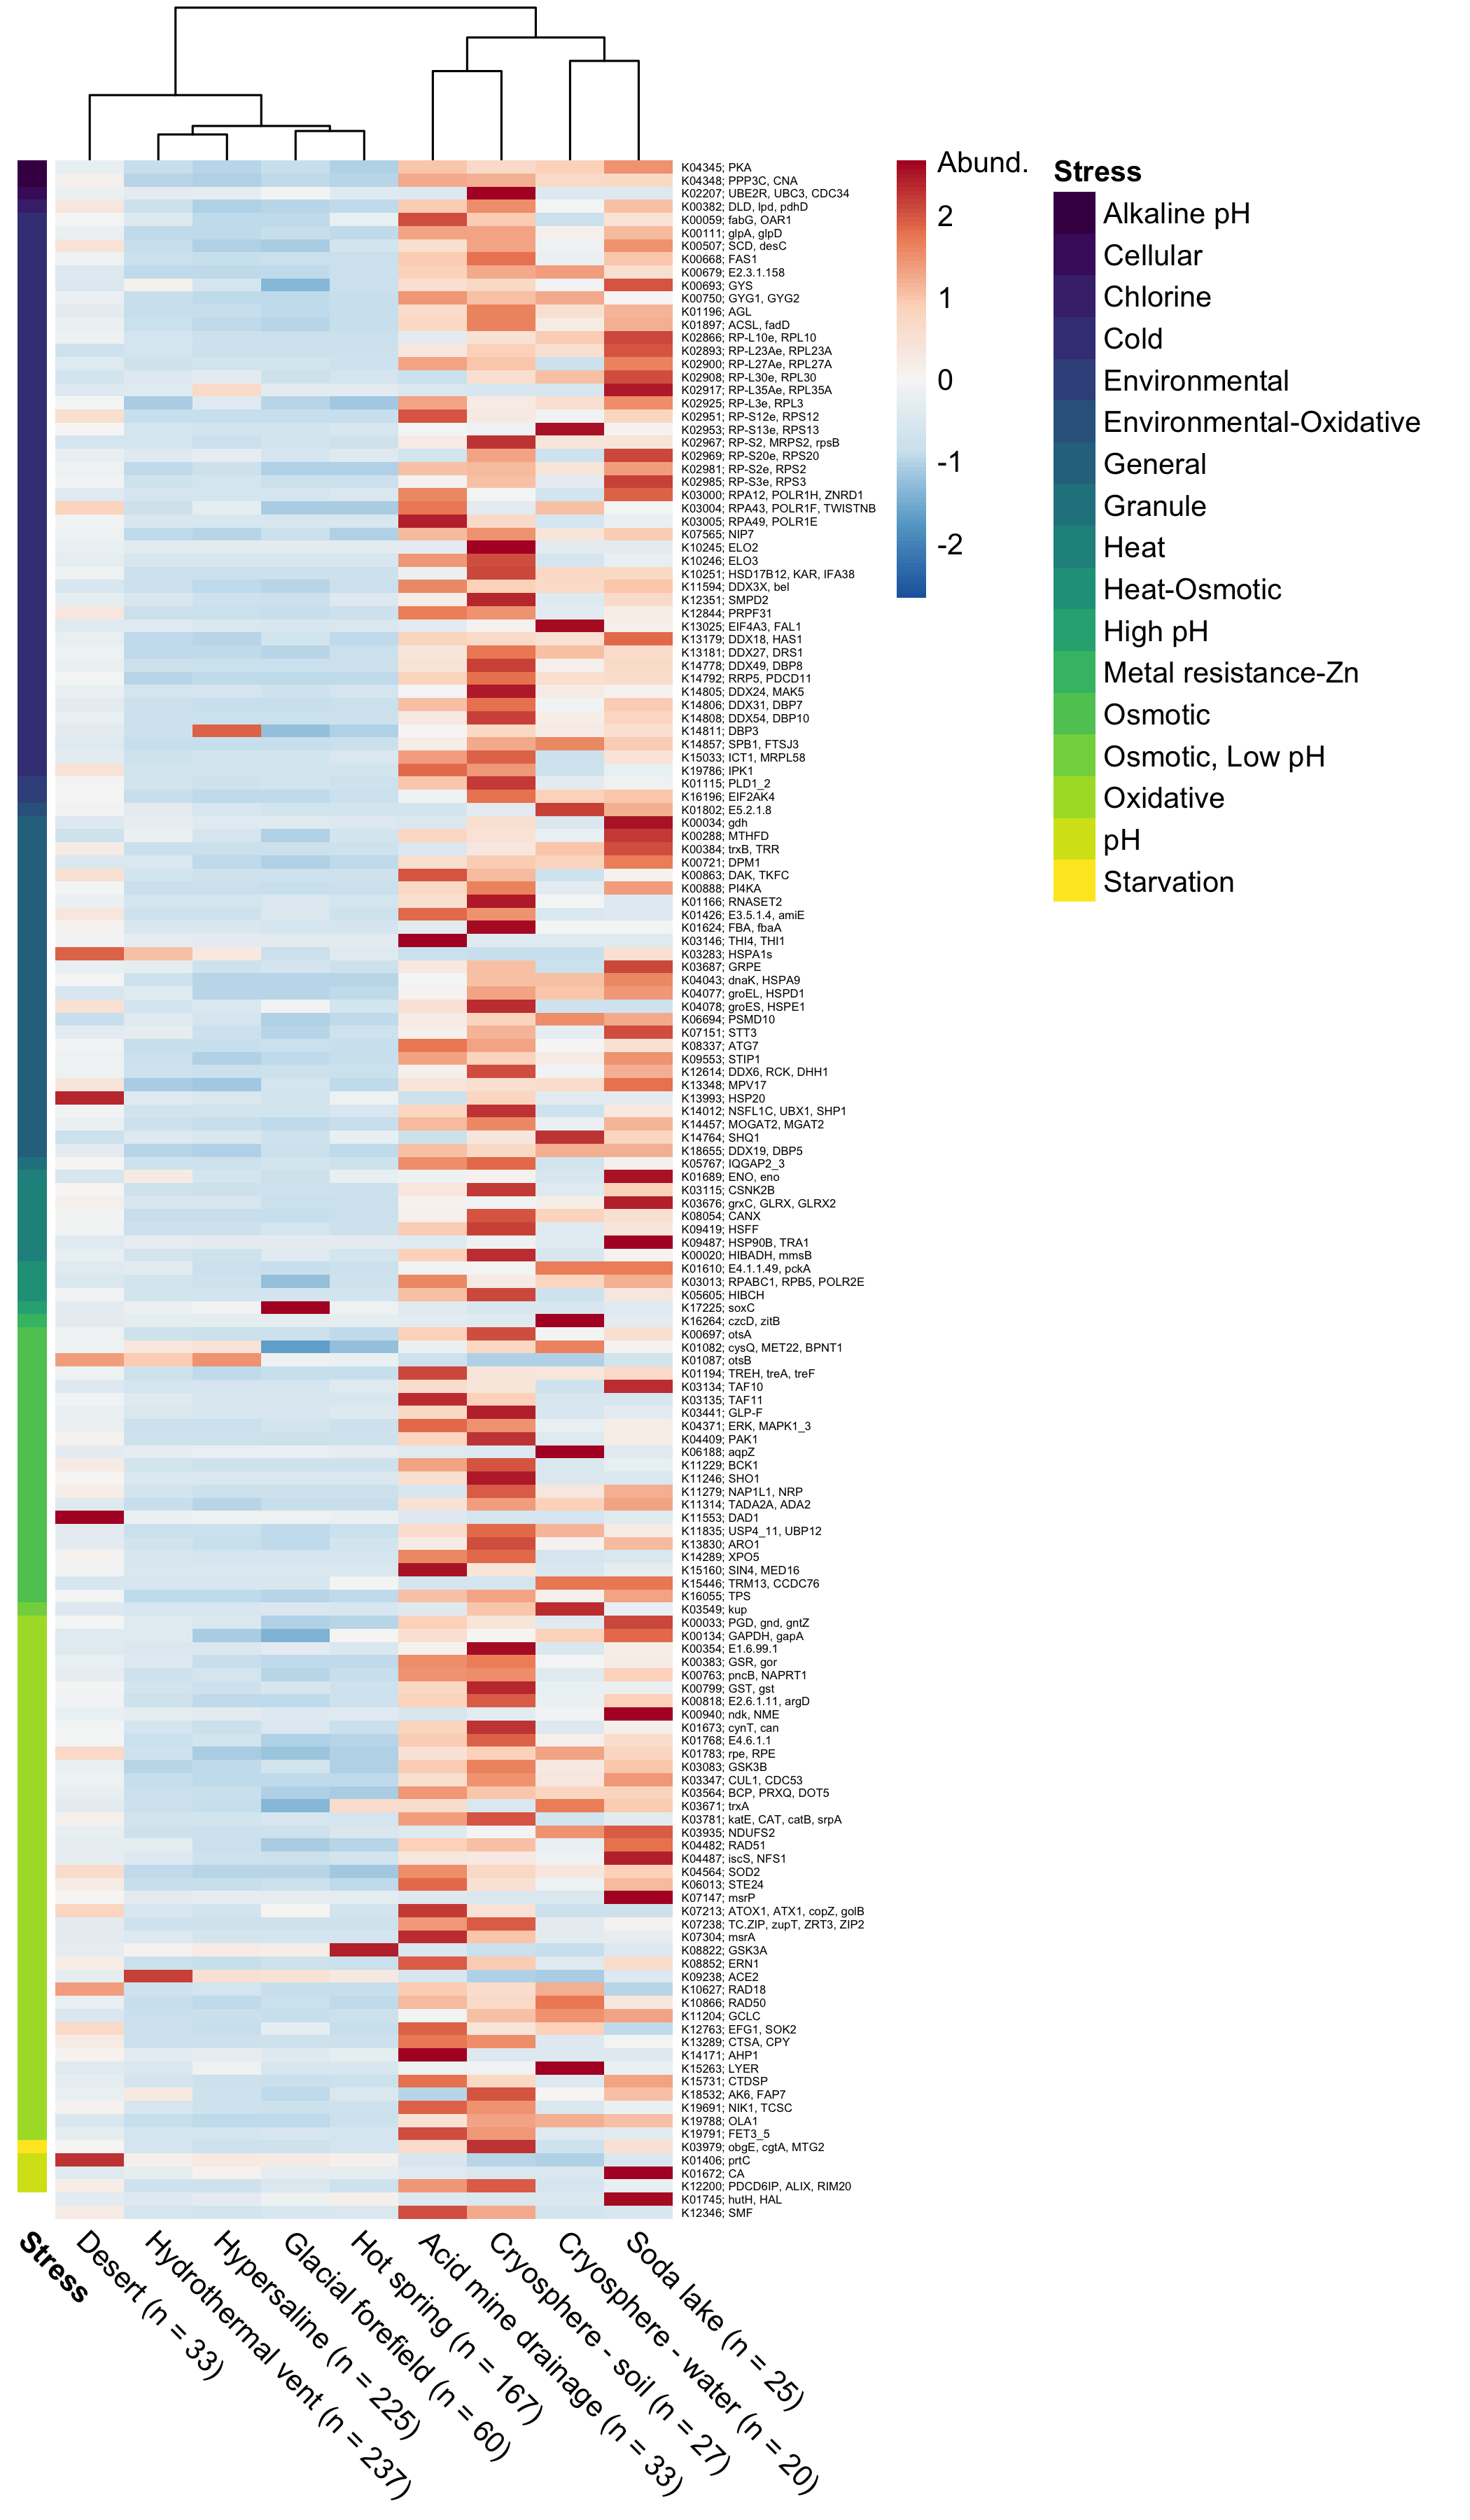 K04345; PKA
K04348; PPP3C, CNA
K02207; UBE2R, UBC3, CDC34
K00382; DLD, lpd, pdhD
K00059; fabG, OAR1
K00111; glpA, glpD
K00507; SCD, desC
K00668; FAS1
K00679; E2.3.1.158
K00693; GYS
K00750; GYG1, GYG2
K01196; AGL
K01897; ACSL, fadD
K02866; RP-L10e, RPL10
K02893; RP-L23Ae, RPL23A
K02900; RP-L27Ae, RPL27A
K02908; RP-L30e, RPL30
K02917; RP-L35Ae, RPL35A
K02925; RP-L3e, RPL3
K02951; RP-S12e, RPS12
K02953; RP-S13e, RPS13
K02967; RP-S2, MRPS2, rpsB
K02969; RP-S20e, RPS20
K02981; RP-S2e, RPS2
K02985; RP-S3e, RPS3
K03000; RPA12, POLR1H, ZNRD1
K03004; RPA43, POLR1F, TWISTNB
K03005; RPA49, POLR1E
K07565; NIP7
K10245; ELO2
K10246; ELO3
K10251; HSD17B12, KAR, IFA38
K11594; DDX3X, bel
K12351; SMPD2
K12844; PRPF31
K13025; EIF4A3, FAL1
K13179; DDX18, HAS1
K13181; DDX27, DRS1
K14778; DDX49, DBP8
K14792; RRP5, PDCD11
K14805; DDX24, MAK5
K14806; DDX31, DBP7
K14808; DDX54, DBP10
K14811; DBP3
K14857; SPB1, FTSJ3
K15033; ICT1, MRPL58
K19786; IPK1
K01115; PLD1_2
K16196; EIF2AK4
K01802; E5.2.1.8
K00034; gdh
K00288; MTHFD
K00384; trxB, TRR
K00721; DPM1
K00863; DAK, TKFC
K00888; PI4KA
K01166; RNASET2
K01426; E3.5.1.4, amiE
K01624; FBA, fbaA
K03146; THI4, THI1
K03283; HSPA1s
K03687; GRPE
K04043; dnaK, HSPA9
K04077; groEL, HSPD1
K04078; groES, HSPE1
K06694; PSMD10
K07151; STT3
K08337; ATG7
K09553; STIP1
K12614; DDX6, RCK, DHH1
K13348; MPV17
K13993; HSP20
K14012; NSFL1C, UBX1, SHP1
K14457; MOGAT2, MGAT2
K14764; SHQ1
K18655; DDX19, DBP5
K05767; IQGAP2_3
K01689; ENO, eno
K03115; CSNK2B
K03676; grxC, GLRX, GLRX2
K08054; CANX
K09419; HSFF
K09487; HSP90B, TRA1
K00020; HIBADH, mmsB
K01610; E4.1.1.49, pckA
K03013; RPABC1, RPB5, POLR2E
K05605; HIBCH
K17225; soxC
K16264; czcD, zitB
K00697; otsA
K01082; cysQ, MET22, BPNT1
K01087; otsB
K01194; TREH, treA, treF
K03134; TAF10
K03135; TAF11
K03441; GLP-F
K04371; ERK, MAPK1_3
K04409; PAK1
K06188; aqpZ
K11229; BCK1
K11246; SHO1
K11279; NAP1L1, NRP
K11314; TADA2A, ADA2
K11553; DAD1
K11835; USP4_11, UBP12
K13830; ARO1
K14289; XPO5
K15160; SIN4, MED16
K15446; TRM13, CCDC76
K16055; TPS
K03549; kup
K00033; PGD, gnd, gntZ
K00134; GAPDH, gapA
K00354; E1.6.99.1
K00383; GSR, gor
K00763; pncB, NAPRT1
K00799; GST, gst
K00818; E2.6.1.11, argD
K00940; ndk, NME
K01673; cynT, can
K01768; E4.6.1.1
K01783; rpe, RPE
K03083; GSK3B
K03347; CUL1, CDC53
K03564; BCP, PRXQ, DOT5
K03671; trxA
K03781; katE, CAT, catB, srpA
K03935; NDUFS2
K04482; RAD51
K04487; iscS, NFS1
K04564; SOD2
K06013; STE24
K07147; msrP
K07213; ATOX1, ATX1, copZ, golB
K07238; TC.ZIP, zupT, ZRT3, ZIP2
K07304; msrA
K08822; GSK3A
K08852; ERN1
K09238; ACE2
K10627; RAD18
K10866; RAD50
K11204; GCLC
K12763; EFG1, SOK2
K13289; CTSA, CPY
K14171; AHP1
K15263; LYER
K15731; CTDSP
K18532; AK6, FAP7
K19691; NIK1, TCSC
K19788; OLA1
K19791; FET3_5
K03979; obgE, cgtA, MTG2
K01406; prtC
K01672; CA
K12200; PDCD6IP, ALIX, RIM20
K01745; hutH, HAL
K12346; SMF
Abund.
2
1
0
-1
-2
Stress
Alkaline pH
Cellular
Chlorine
Cold
Environmental
Environmental-Oxidative
General
Granule
Heat
Heat-Osmotic
High pH
Metal resistance-Zn
Osmotic
Osmotic, Low pH
Oxidative
pH
Starvation
Stress
Desert (n = 33)
Hydrothermal vent (n = 237)
Hypersaline (n = 225)
Glacial forefield (n = 60)
Hot spring (n = 167)
Acid mine drainage (n = 33)
Cryosphere - soil (n = 27)
Cryosphere - water (n = 20)
Soda lake (n = 25)